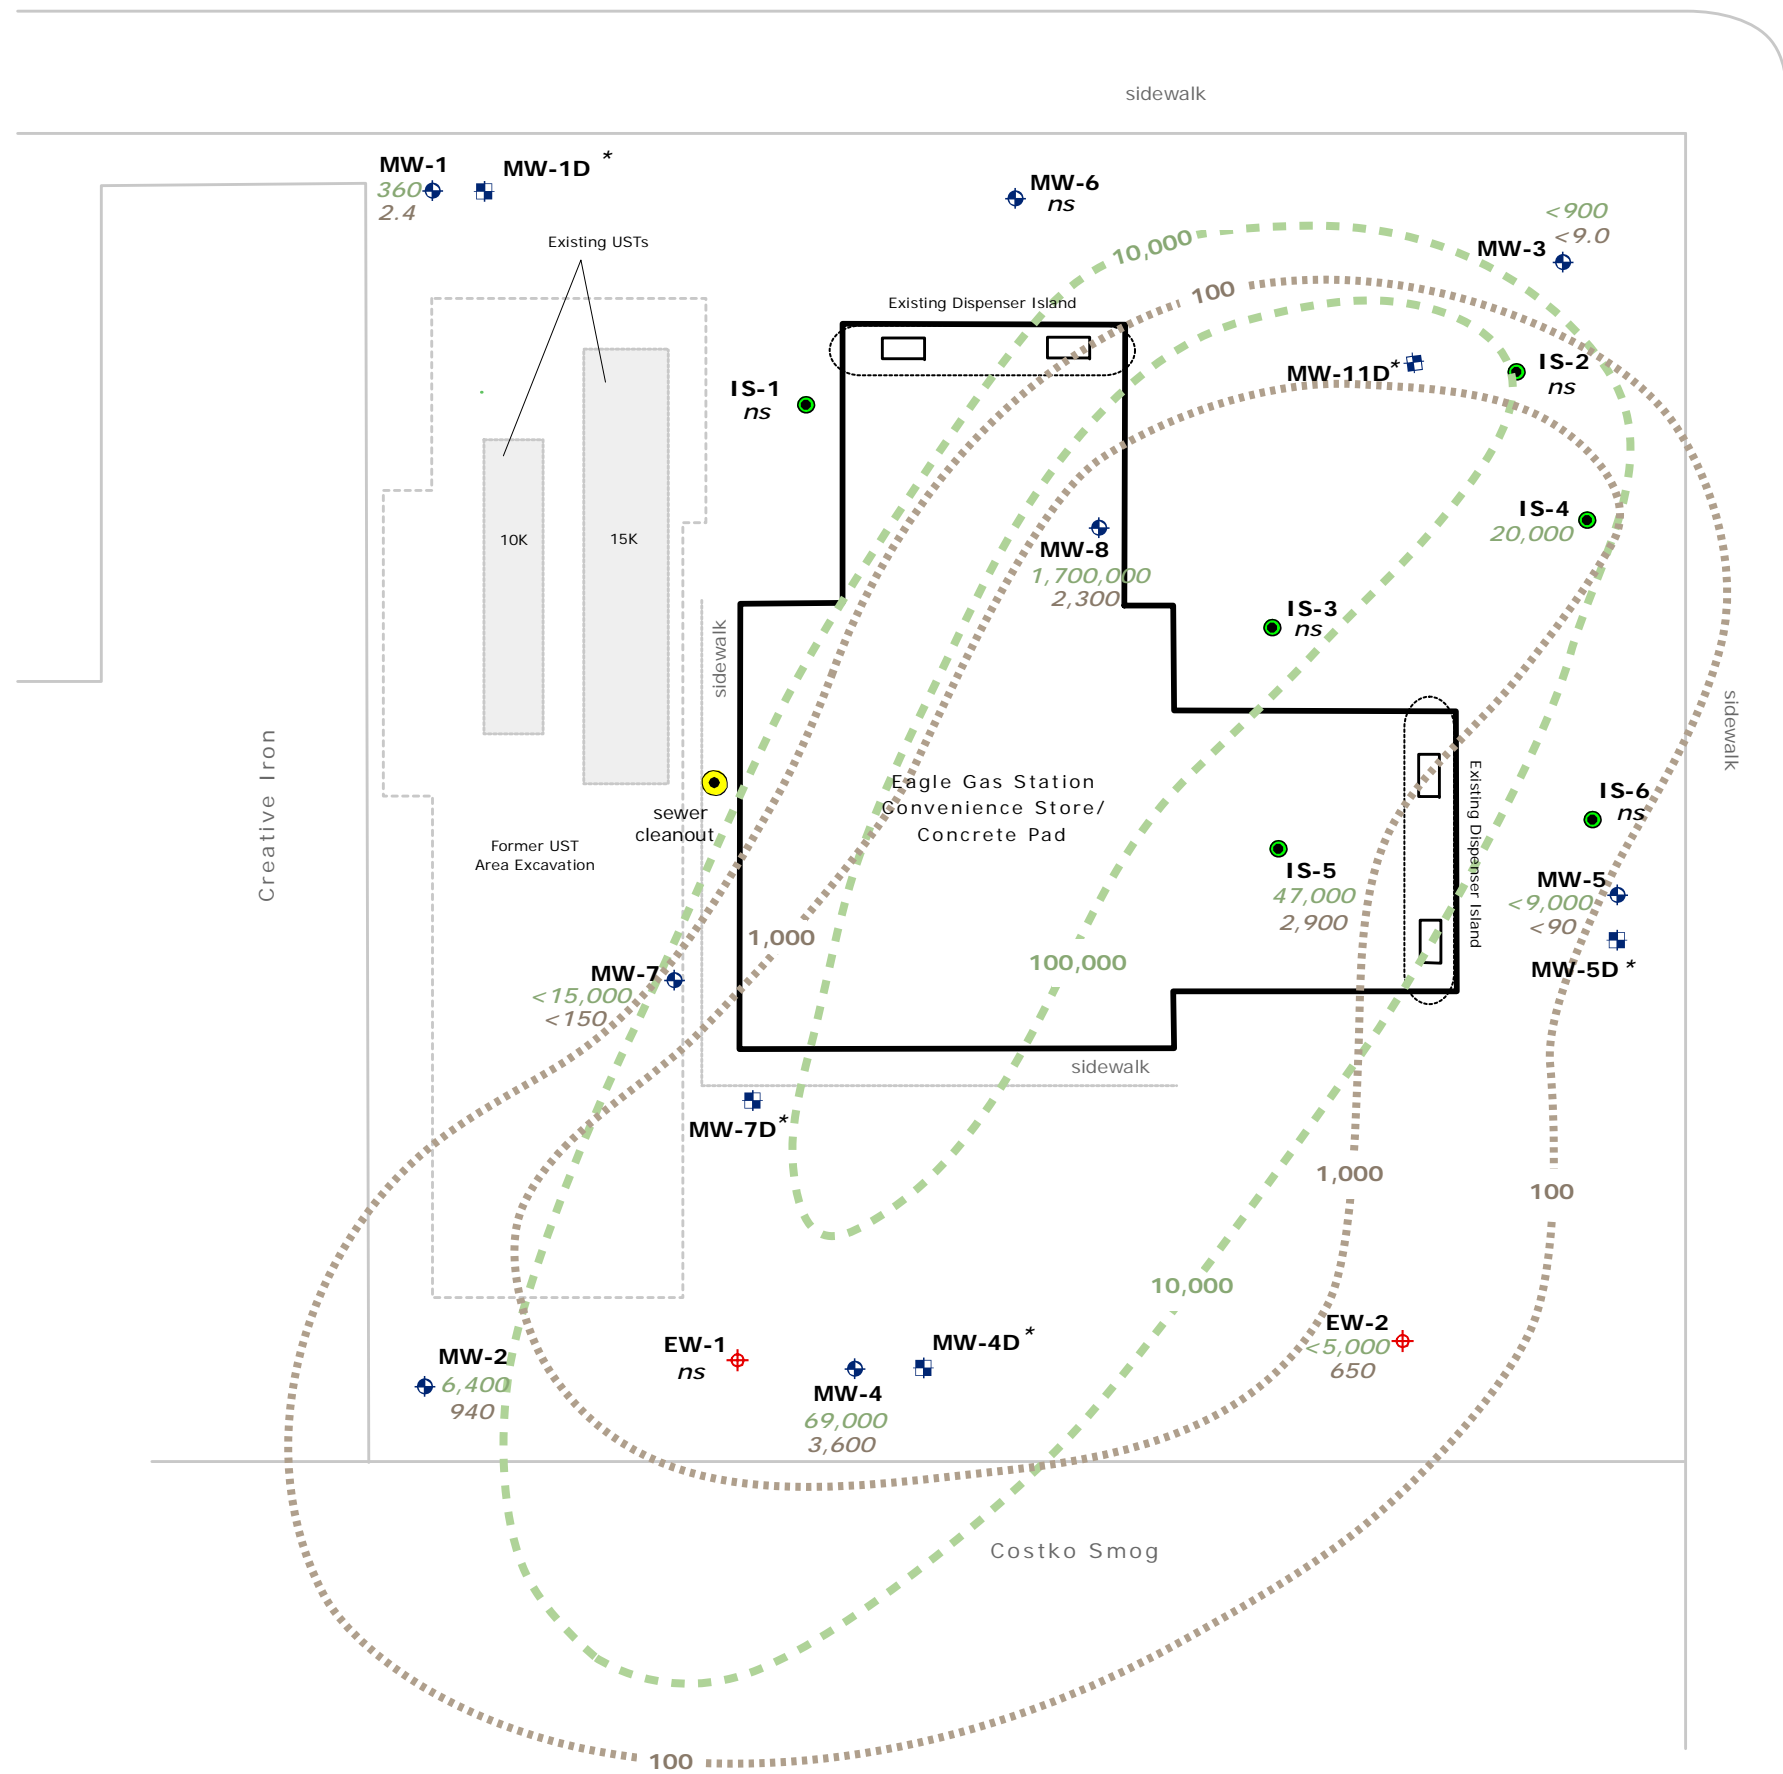 sidewalk
MW-1
360
2.4
MW-1D *
MW-6
ns
<900
<9.0
MW-3
10,000
100
Existing USTs
Existing Dispenser Island
MW-11D*
IS-2
ns
IS-1
ns
10K
15K
IS-4
20,000
MW-8
1,700,000
2,300
IS-3
ns
sidewalk
sidewalk
Creative Iron
Eagle Gas Station
Convenience Store/
Concrete Pad
sewer
cleanout
Former UST
Area Excavation
Existing Dispenser Island
IS-6
ns
IS-5
47,000
2,900
MW-5
<9,000
<90
MW-5D *
1,000
100,000
MW-7
<15,000
<150
sidewalk
MW-7D*
1,000
100
10,000
EW-2
<5,000
650
MW-2
6,400
940
EW-1
ns
MW-4D*
MW-4
69,000
3,600
Costko Smog
100